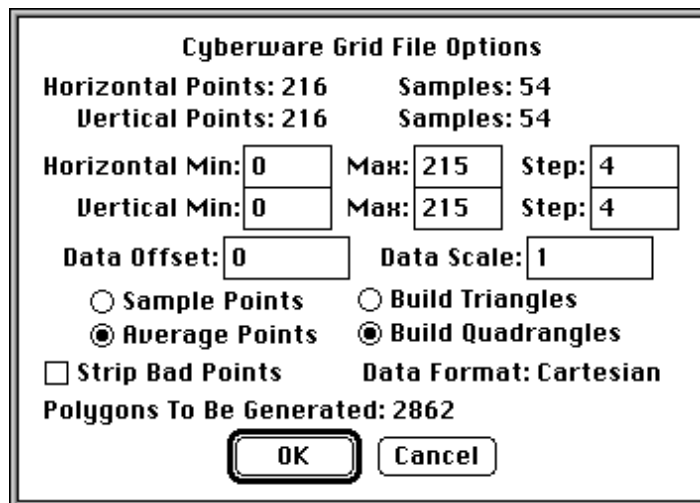 Cyberware Grid File Options
Horizontal Points: 216 Samples: 54
Vertical Points: 216 Samples: 54
Horizontal Min: 0 Max: 215 Step: 4
Vertical Min: 0 Max: 215 Step: 4
Data Offset: 0 Data Scale: 1
Sample Points Build Triangles
Average Points Build Quadrangles
Strip Bad Points Data Format: Cartesian
Polygons To Be Generated: 2862
OK Cancel